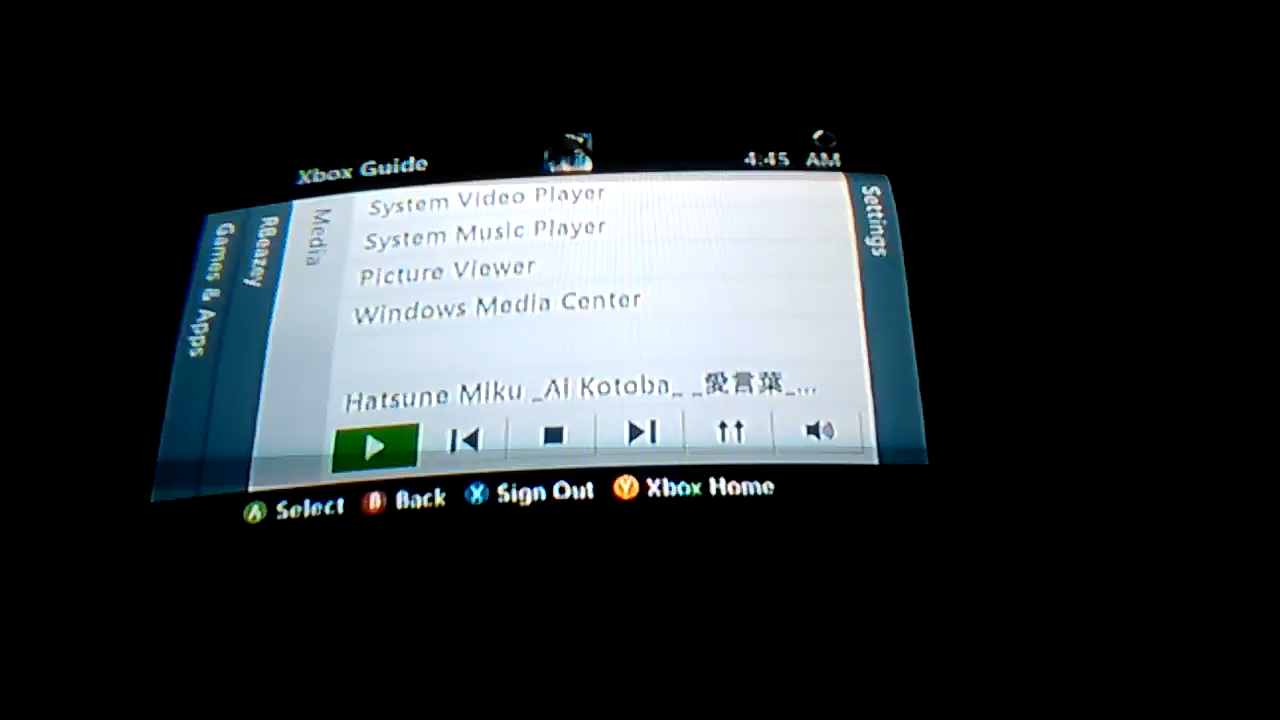 Xbox Guide
4:45 AM
Games & Apps
RBeazey
Media
System Video Player
System Music Player
Picture Viewer
Windows Media Center
Hatsune Miku _Ai Kotoba_ _愛言葉_...
Settings
A Select B Back X Sign Out Y Xbox Home